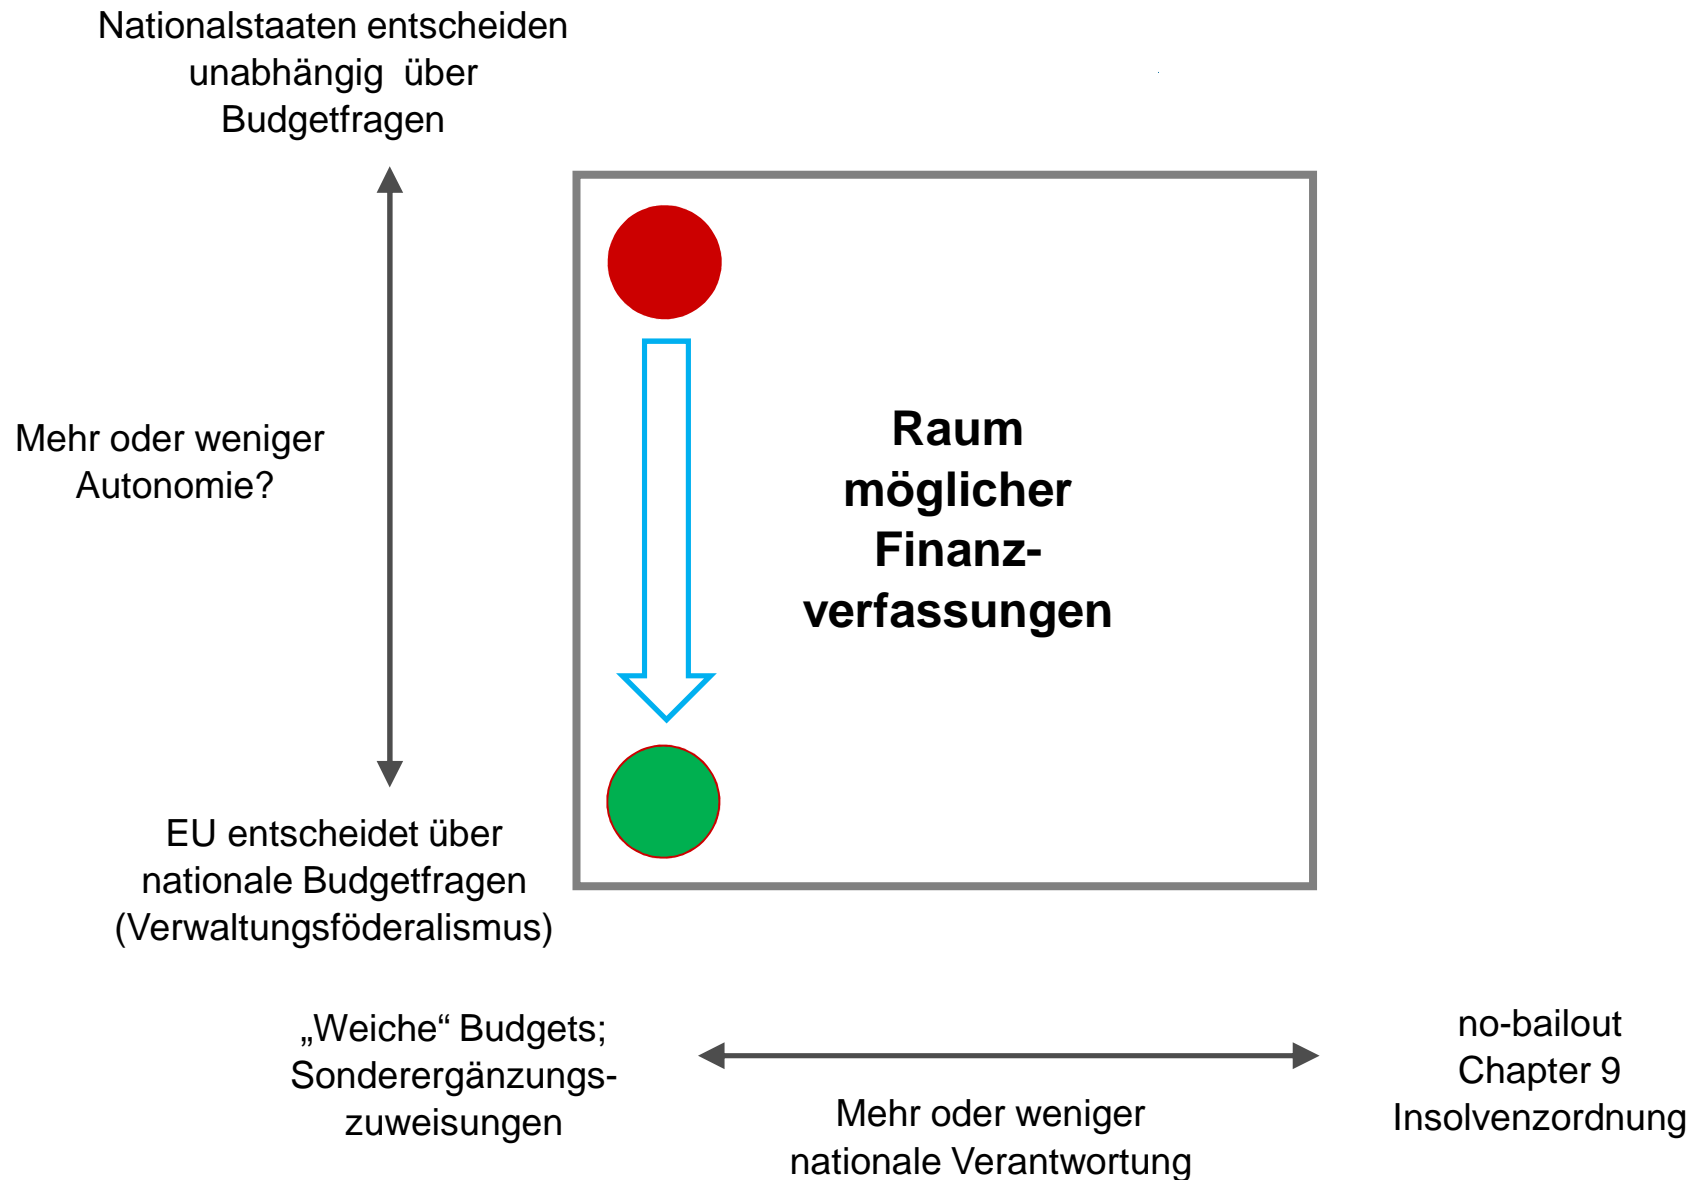 Nationalstaaten entscheiden
unabhängig über
Budgetfragen
Mehr oder weniger
Autonomie?
Raum
möglicher
Finanz-
verfassungen
EU entscheidet über
nationale Budgetfragen
(Verwaltungsföderalismus)
„Weiche“ Budgets;
Sonderergänzungs-
zuweisungen
Mehr oder weniger
nationale Verantwortung
no-bailout
Chapter 9
Insolvenzordnung